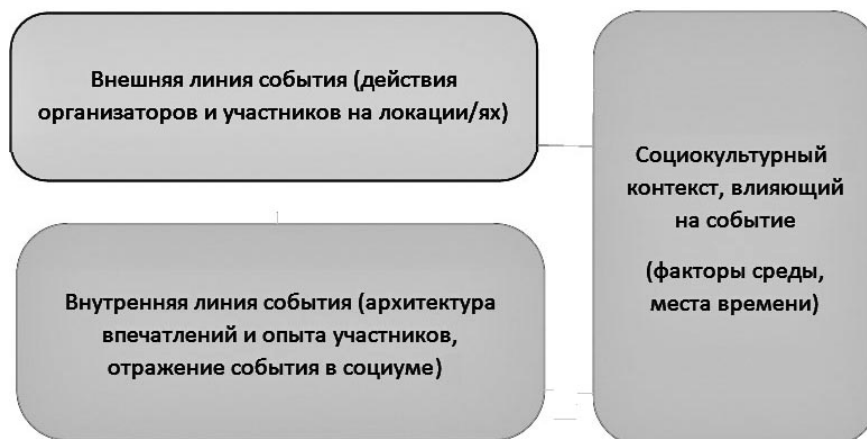 Внешняя линия события (действия
организаторов и участников на локации/ях)
Внутренняя линия события (архитектура
впечатлений и опыта участников,
отражение события в социуме)
Социокультурный
контекст, влияющий
на событие
(факторы среды,
места времени)